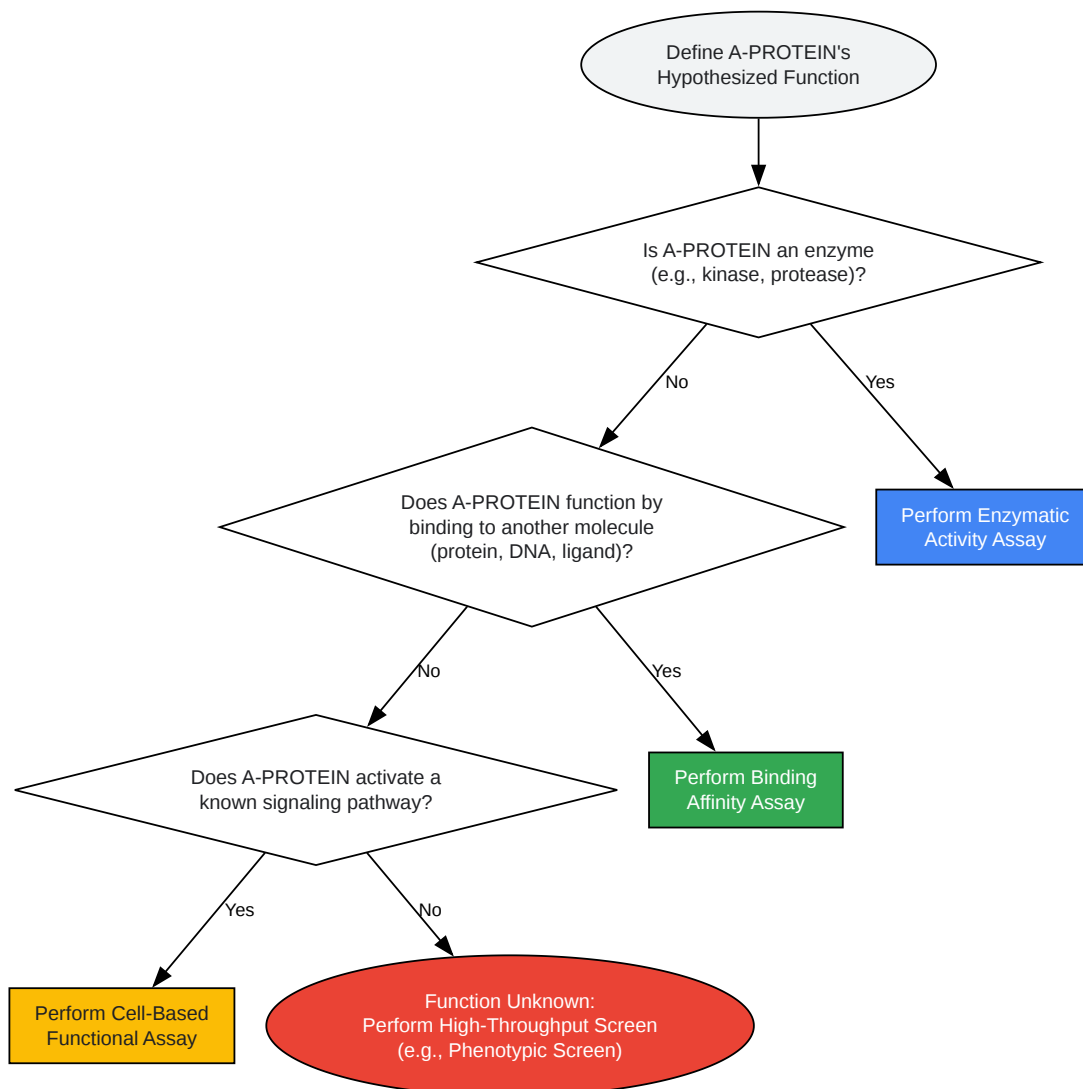 Define A-PROTEIN's
Hypothesized Function
Is A-PROTEIN an enzyme
(e.g., kinase, protease)?
No
Yes
Does A-PROTEIN function by
binding to another molecule
(protein, DNA, ligand)?
Perform Enzymatic
Activity Assay
No
Yes
Does A-PROTEIN activate a
known signaling pathway?
Perform Binding
Affinity Assay
Yes
No
Perform Cell-Based
Functional Assay
Function Unknown:
Perform High-Throughput Screen
(e.g., Phenotypic Screen)